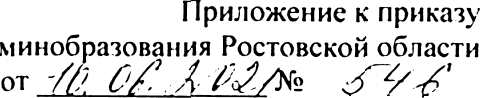 Приложение к приказу
минобразования Ростовской области
от 10.06.2021 № 546